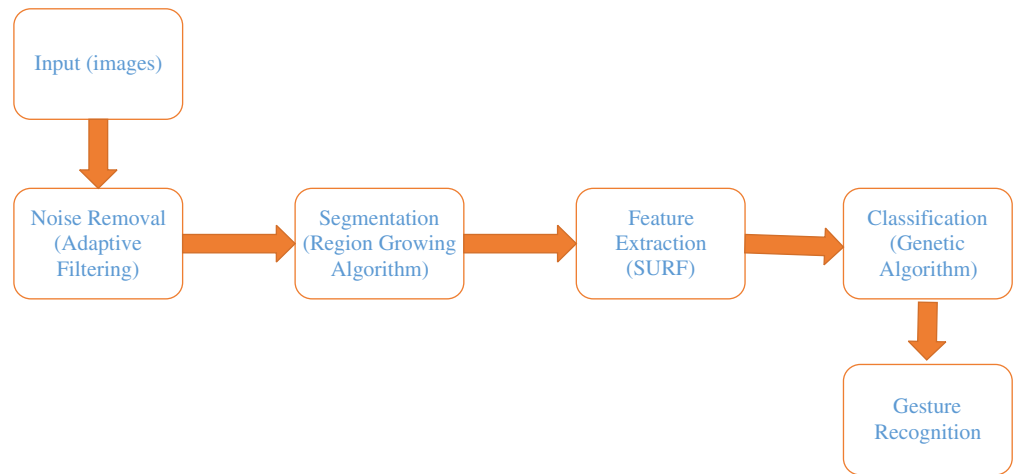 Input (images)
Noise Removal
(Adaptive
Filtering)
Segmentation
(Region Growing
Algorithm)
Feature
Extraction
(SURF)
Classification
(Genetic
Algorithm)
Gesture
Recognition